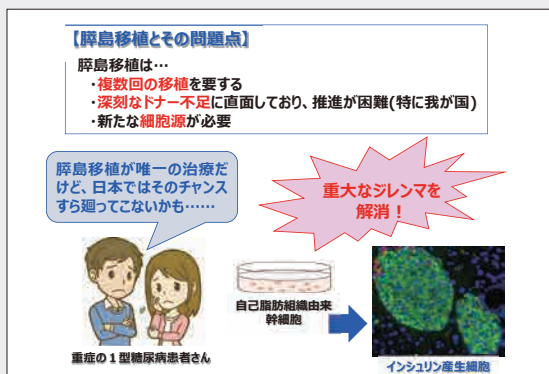 【膵島移植とその問題点】
膵島移植は…
・複数回の移植を要する
・深刻なドナー不足に直面しており、推進が困難(特に我が国)
・新たな細胞源が必要
膵島移植が唯一の治療だ
けど、日本ではそのチャンス
すら廻ってこないかも……
重大なジレンマを
解消！
自己脂肪組織由来
幹細胞
重症の１型糖尿病患者さん
インシュリン産生細胞